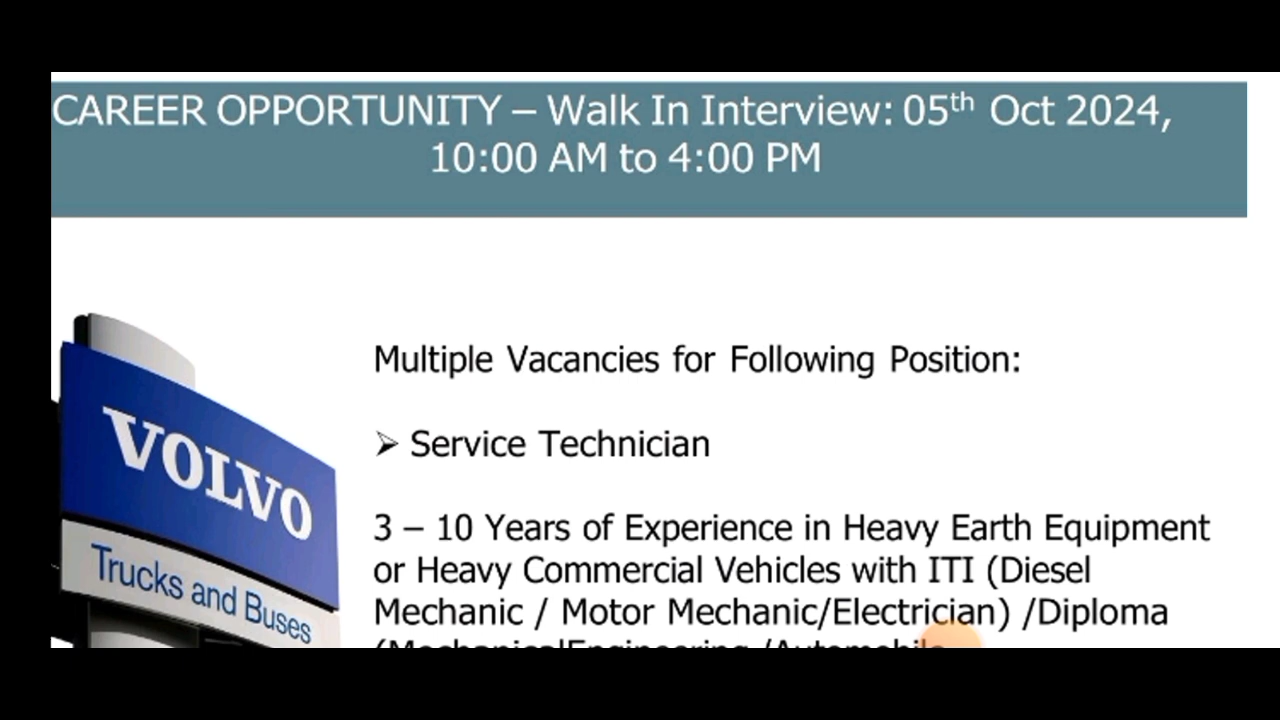 CAREER OPPORTUNITY – Walk In Interview: 05th Oct 2024,
10:00 AM to 4:00 PM
Multiple Vacancies for Following Position:
➢ Service Technician
3 – 10 Years of Experience in Heavy Earth Equipment
or Heavy Commercial Vehicles with ITI (Diesel
Mechanic / Motor Mechanic/Electrician) /Diploma
VOLVO
Trucks and Buses